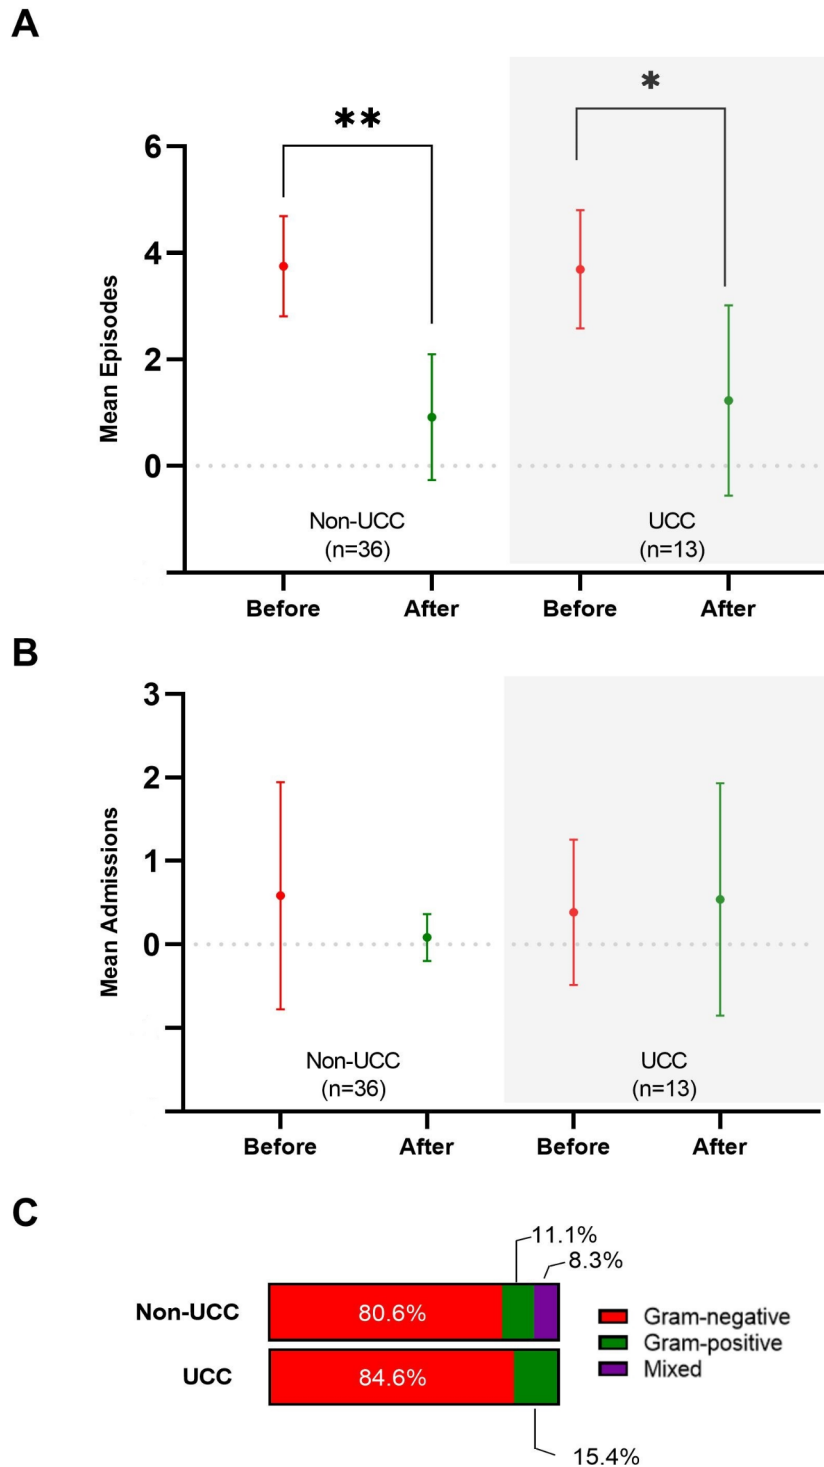 A
**
*
6
4
2
0
Mean Episodes
Non-UCC
(n=36)
UCC
(n=13)
Before
After
Before
After
B
3
2
1
0
Mean Admissions
Non-UCC
(n=36)
UCC
(n=13)
Before
After
Before
After
C
11.1%
8.3%
Non-UCC
80.6%
UCC
84.6%
15.4%
Gram-negative
Gram-positive
Mixed